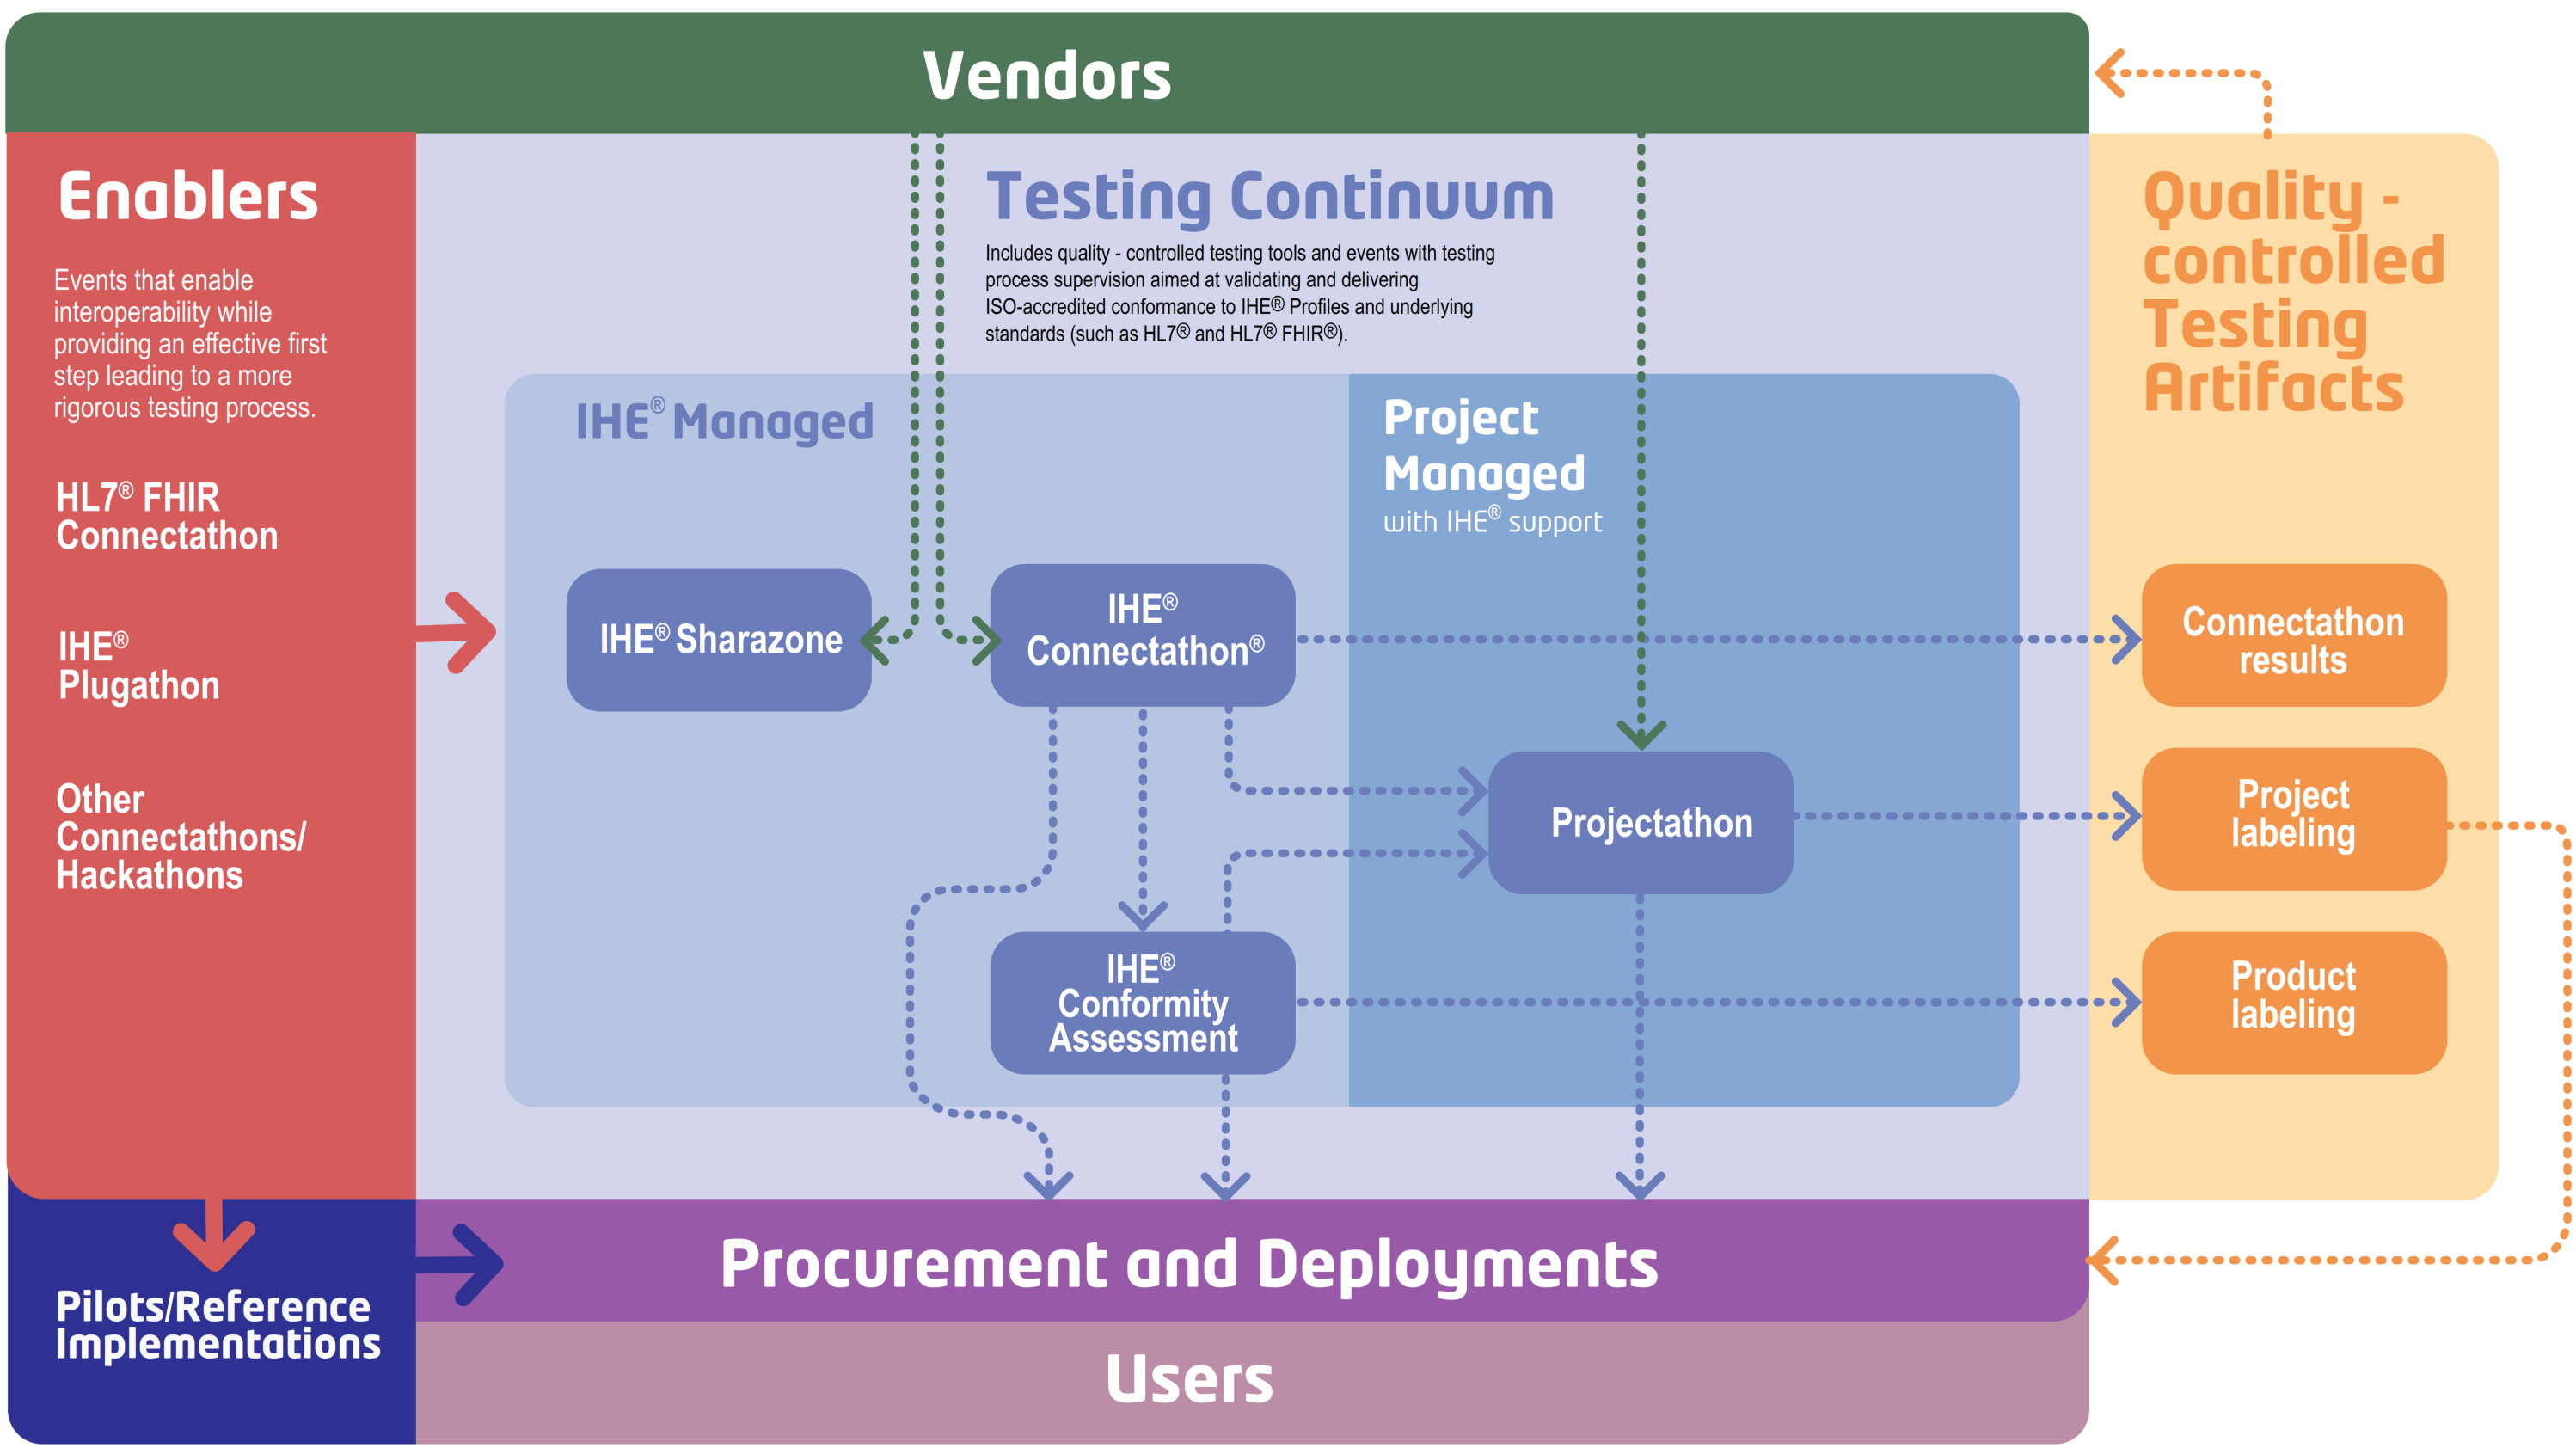 Vendors
Enablers
Events that enable
interoperability while
providing an effective first
step leading to a more
rigorous testing process.
HL7® FHIR
Connectathon
IHE®
Plugathon
Other
Connectathons/
Hackathons
Testing Continuum
Includes quality - controlled testing tools and events with testing
process supervision aimed at validating and delivering
ISO-accredited conformance to IHE® Profiles and underlying
standards (such as HL7® and HL7® FHIR®).
IHE® Managed
IHE® Sharazone
IHE®
Connectathon®
IHE®
Conformity
Assessment
Project
Managed
with IHE® support
Projectathon
Quality -
controlled
Testing
Artifacts
Connectathon
results
Project
labeling
Product
labeling
Pilots/Reference
Implementations
Procurement and Deployments
Users